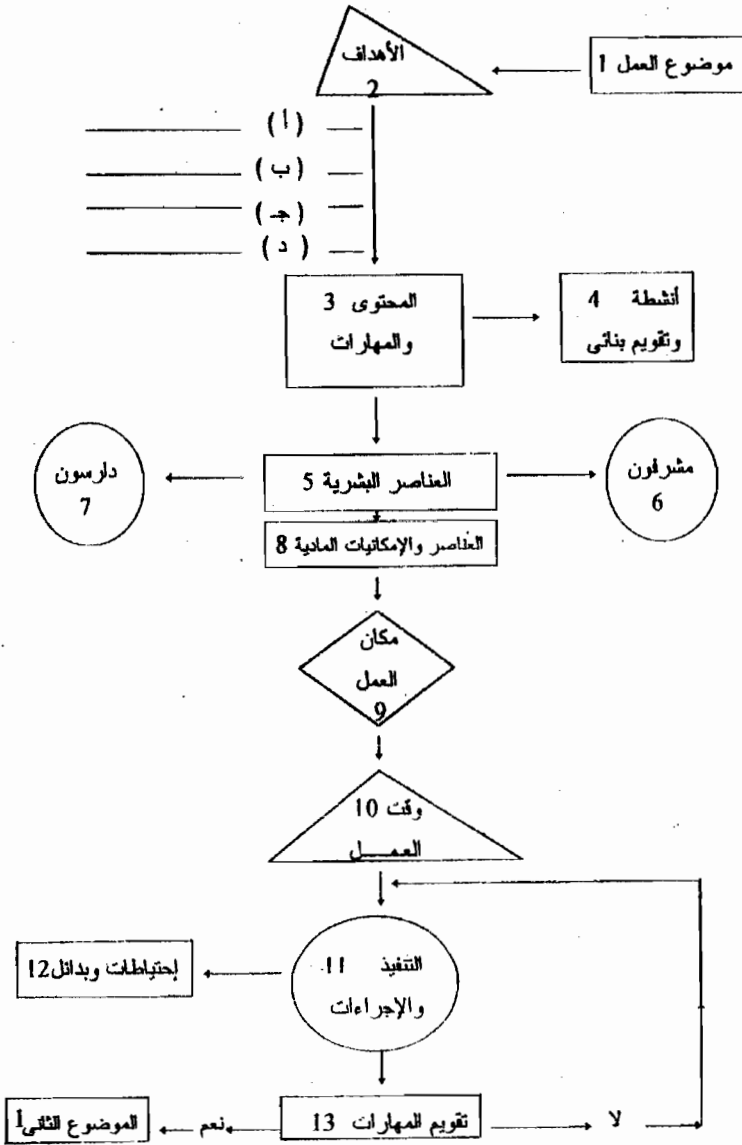 موضوع العمل 1
الأهداف
2
( أ )
( ب )
( جـ )
( د )
المحتوى 3
والمهارات
أنشطة 4
وتقويم بنائى
العناصر البشرية 5
مشرفون
6
دارسون
7
العناصر والإمكانيات المادية 8
مكان
العمل
9
وقت 10
العمـــل
التنفيذ 11
والإجراءات
إحتياطات وبدائل12
تقويم المهارات 13
لا
نعم
الموضوع الثانى1